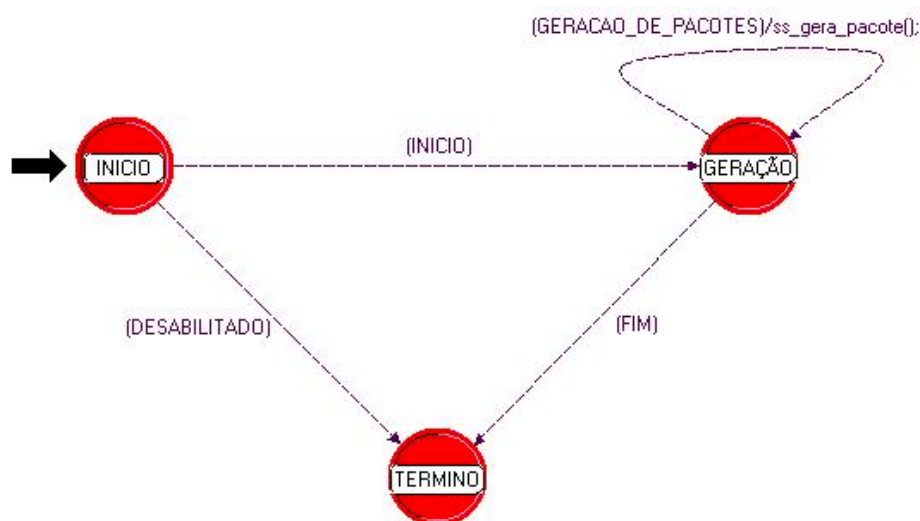 (GERACAO_DE_PACOTES)/ss_gera_pacote();
(INICIO)
INICIO
GERAÇÃO
(DESABILITADO)
(FIM)
TERMINO